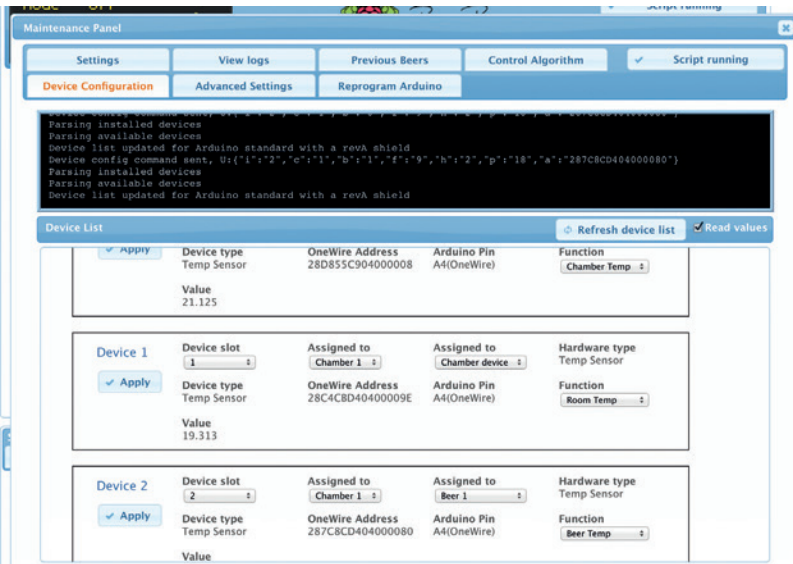 Mode Off
Script running
Maintenance Panel
Settings
View logs
Previous Beers
Control Algorithm
Script running
Device Configuration
Advanced Settings
Reprogram Arduino
Parsing installed devices
Parsing available devices
Device list updated for Arduino standard with a revA shield
Device config command sent, U:{"i":"2","c":"1","b":"1","f":"9","h":"2","p":"18","a":"287C8CD404000080"}
Parsing installed devices
Parsing available devices
Device list updated for Arduino standard with a revA shield
Device List
Refresh device list
Read values
Apply
Device type
Temp Sensor
OneWire Address
28D855C904000008
Arduino Pin
A4(OneWire)
Function
Chamber Temp
Value
21.125
Device 1
Apply
Device slot
1
Assigned to
Chamber 1
Assigned to
Chamber device
Hardware type
Temp Sensor
Device type
Temp Sensor
OneWire Address
28C4CBD40400009E
Arduino Pin
A4(OneWire)
Function
Room Temp
Value
19.313
Device 2
Apply
Device slot
2
Assigned to
Chamber 1
Assigned to
Beer 1
Hardware type
Temp Sensor
Device type
Temp Sensor
OneWire Address
287C8CD404000080
Arduino Pin
A4(OneWire)
Function
Beer Temp
Value